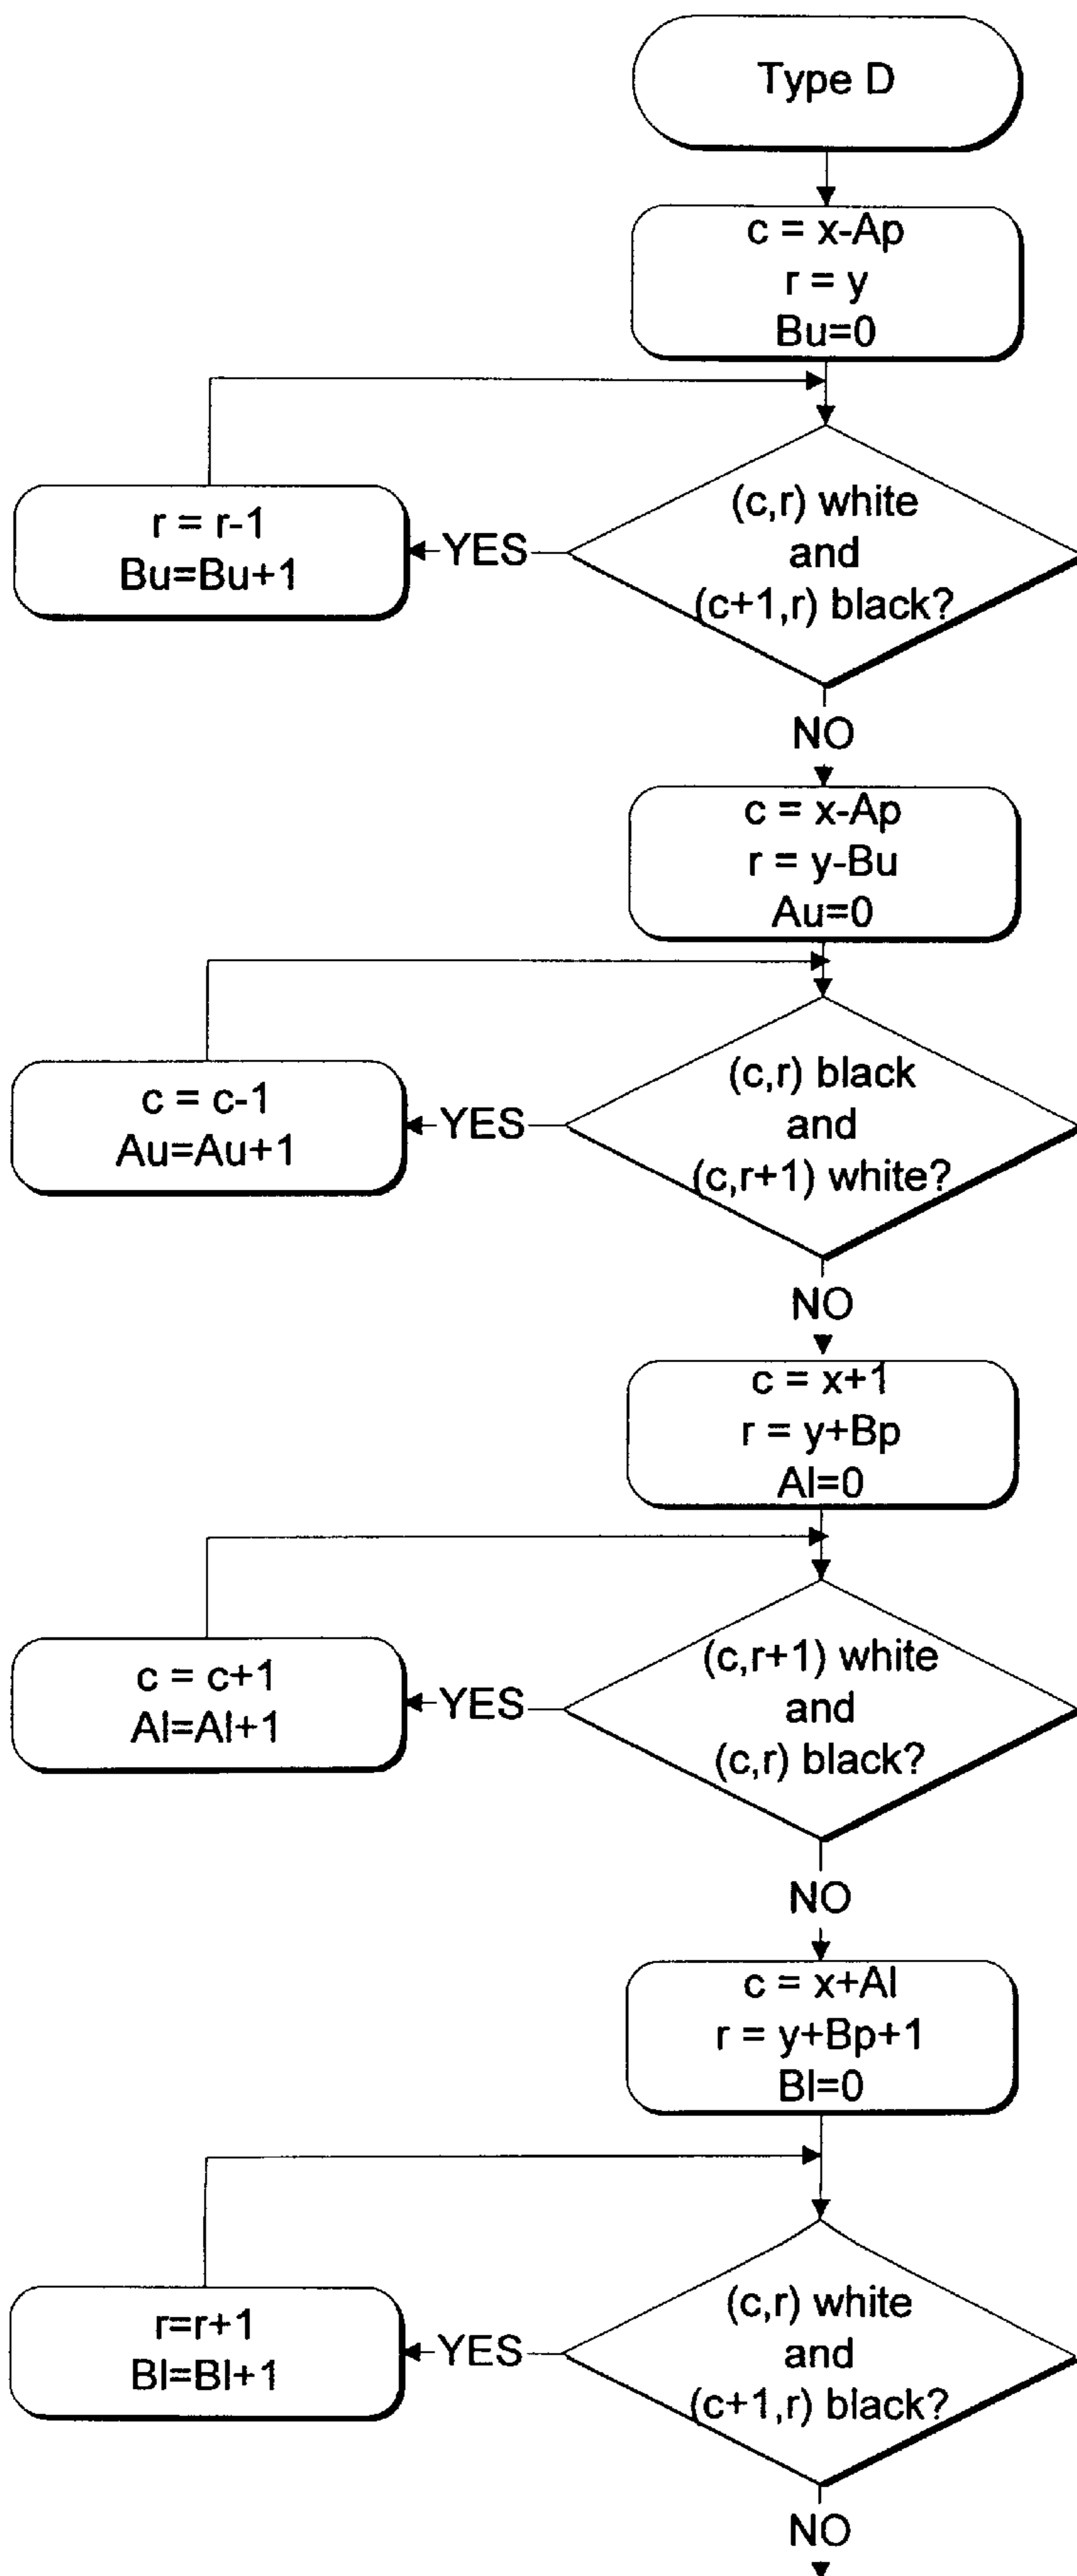 Type D
c = x-Ap
r = y
Bu=0
(c,r) white
and
(c+1,r) black?
YES
r = r-1
Bu=Bu+1
NO
c = x-Ap
r = y-Bu
Au=0
(c,r) black
and
(c,r+1) white?
YES
c = c-1
Au=Au+1
NO
c = x+1
r = y+Bp
Al=0
(c,r+1) white
and
(c,r) black?
YES
c = c+1
Al=Al+1
NO
c = x+Al
r = y+Bp+1
Bl=0
(c,r) white
and
(c+1,r) black?
YES
r=r+1
Bl=Bl+1
NO